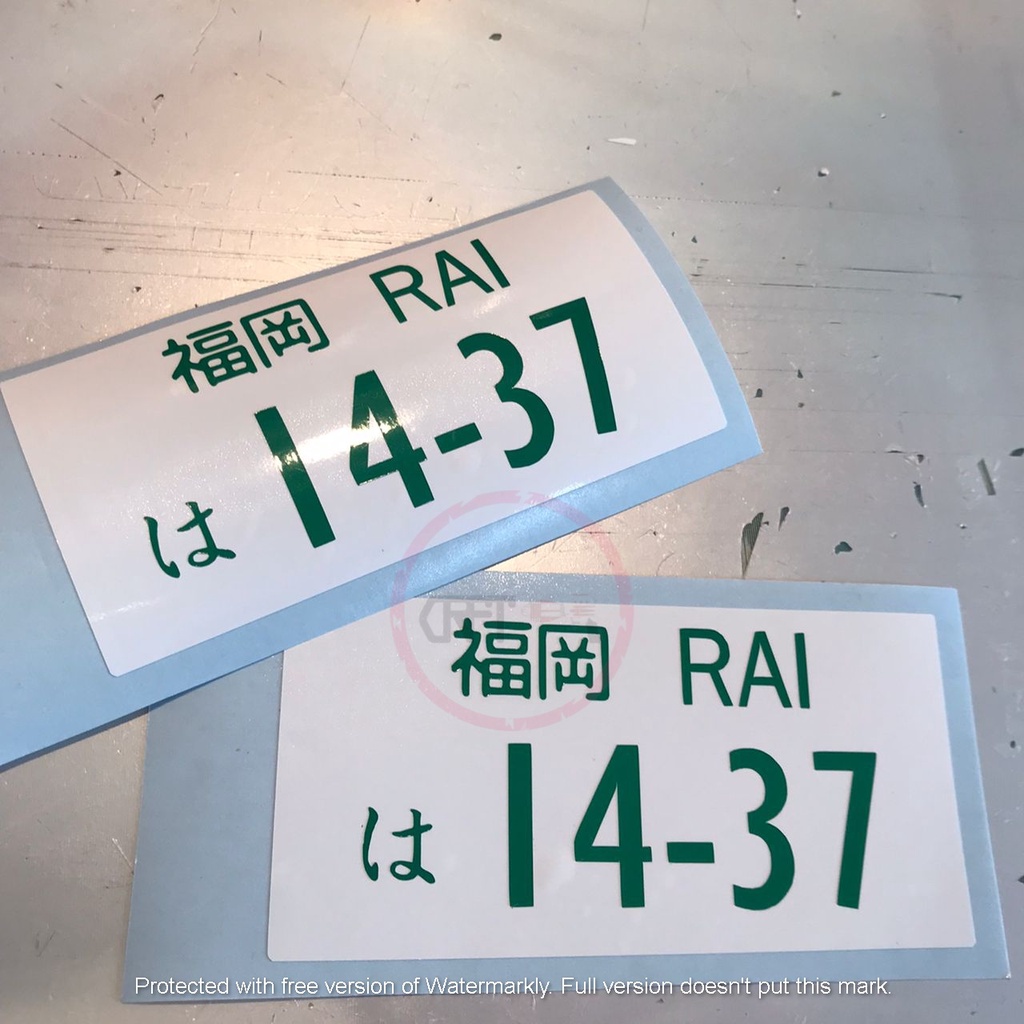 福岡 RAI
は 14-37
福岡 RAI
は 14-37
Protected with free version of Watermarkly. Full version doesn't put this mark.